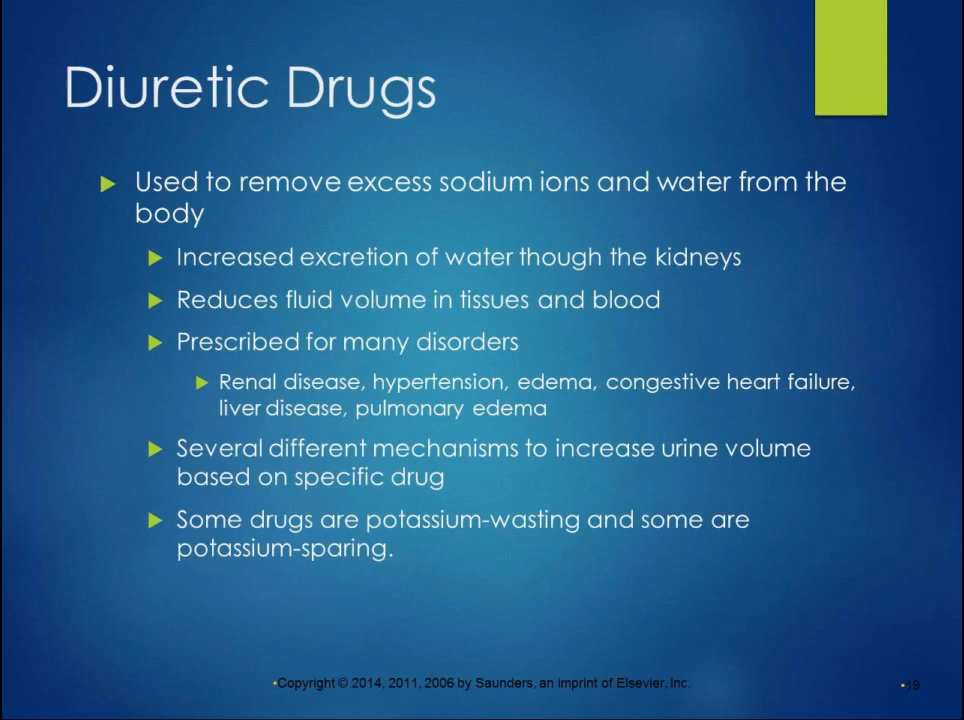 Diuretic Drugs
Used to remove excess sodium ions and water from the
body
Increased excretion of water though the kidneys
Reduces fluid volume in tissues and blood
Prescribed for many disorders
Renal disease, hypertension, edema, congestive heart failure,
liver disease, pulmonary edema
Several different mechanisms to increase urine volume
based on specific drug
Some drugs are potassium-wasting and some are
potassium-sparing.
•Copyright © 2014, 2011, 2006 by Saunders, an imprint of Elsevier, Inc.
•19